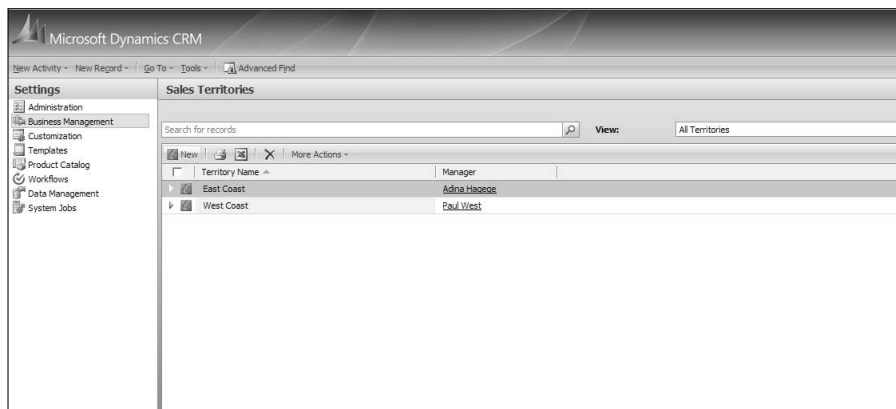 Microsoft Dynamics CRM
New Activity New Record Go To Tools Advanced Find
Settings
Administration
Business Management
Customization
Templates
Product Catalog
Workflows
Data Management
System Jobs
Sales Territories
Search for records View: All Territories
New More Actions
Territory Name Manager
East Coast Adina Hagege
West Coast Paul West